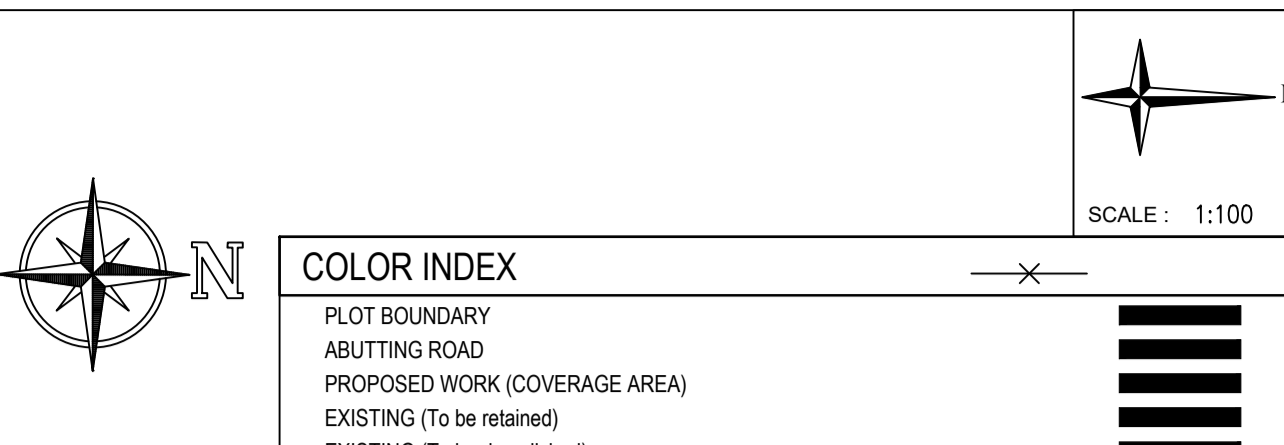 SCALE : 1:100
N
COLOR INDEX
PLOT BOUNDARY
ABUTTING ROAD
PROPOSED WORK (COVERAGE AREA)
EXISTING (To be retained)